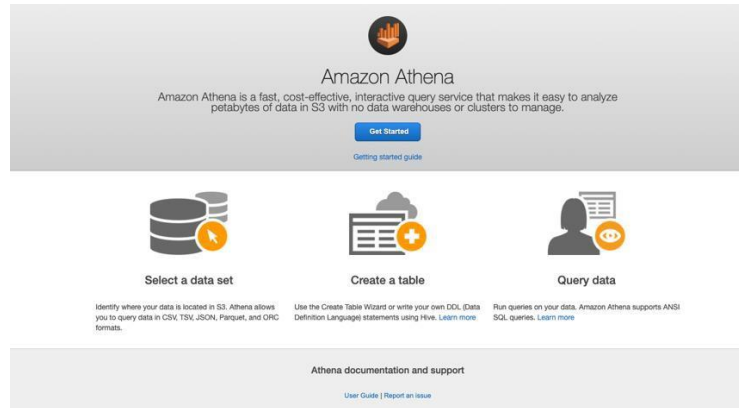 Amazon Athena
Amazon Athena is a fast, cost-effective, interactive query service that makes it easy to analyze
petabytes of data in S3 with no data warehouses or clusters to manage.
Get Started
Getting started guide
Select a data set
Identify where your data is located in S3. Athena allows
you to query data in CSV, TSV, JSON, Parquet, and ORC
formats.
Create a table
Use the Create Table Wizard or write your own DDL (Data
Definition Language) statements using Hive. Learn more
Query data
Run queries on your data. Amazon Athena supports ANSI
SQL queries. Learn more
Athena documentation and support
User Guide | Report an issue